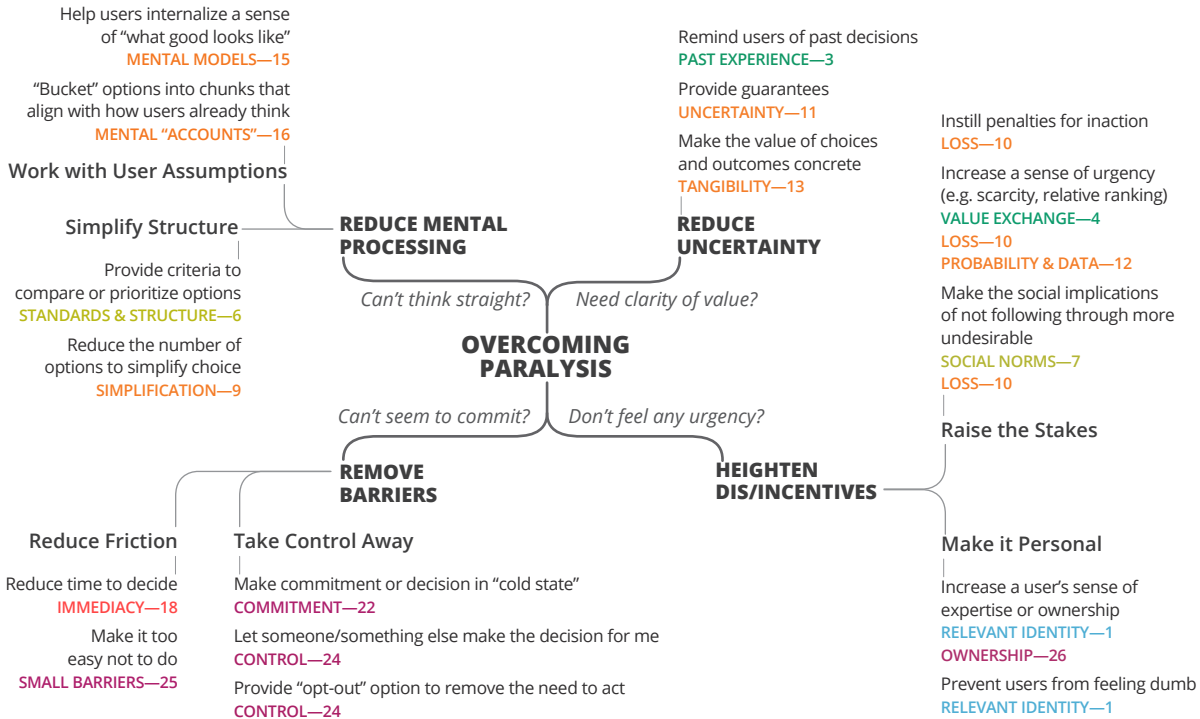 Help users internalize a sense
of “what good looks like”
MENTAL MODELS—15
“Bucket” options into chunks that
align with how users already think
MENTAL “ACCOUNTS”—16
Work with User Assumptions
Simplify Structure
Provide criteria to
compare or prioritize options
STANDARDS & STRUCTURE—6
Reduce the number of
options to simplify choice
SIMPLIFICATION—9
REDUCE MENTAL
PROCESSING
Can’t think straight?
Remind users of past decisions
PAST EXPERIENCE—3
Provide guarantees
UNCERTAINTY—11
Make the value of choices
and outcomes concrete
TANGIBILITY—13
REDUCE
UNCERTAINTY
Need clarity of value?
OVERCOMING
PARALYSIS
Can’t seem to commit?
Don’t feel any urgency?
Instill penalties for inaction
LOSS—10
Increase a sense of urgency
(e.g. scarcity, relative ranking)
VALUE EXCHANGE—4
LOSS—10
PROBABILITY & DATA—12
Make the social implications
of not following through more
undesirable
SOCIAL NORMS—7
LOSS—10
Raise the Stakes
HEIGHTEN
DIS/INCENTIVES
Make it Personal
Increase a user’s sense of
expertise or ownership
RELEVANT IDENTITY—1
OWNERSHIP—26
Prevent users from feeling dumb
RELEVANT IDENTITY—1
REMOVE
BARRIERS
Reduce Friction
Reduce time to decide
IMMEDIACY—18
Make it too
easy not to do
SMALL BARRIERS—25
Take Control Away
Make commitment or decision in “cold state”
COMMITMENT—22
Let someone/something else make the decision for me
CONTROL—24
Provide “opt-out” option to remove the need to act
CONTROL—24